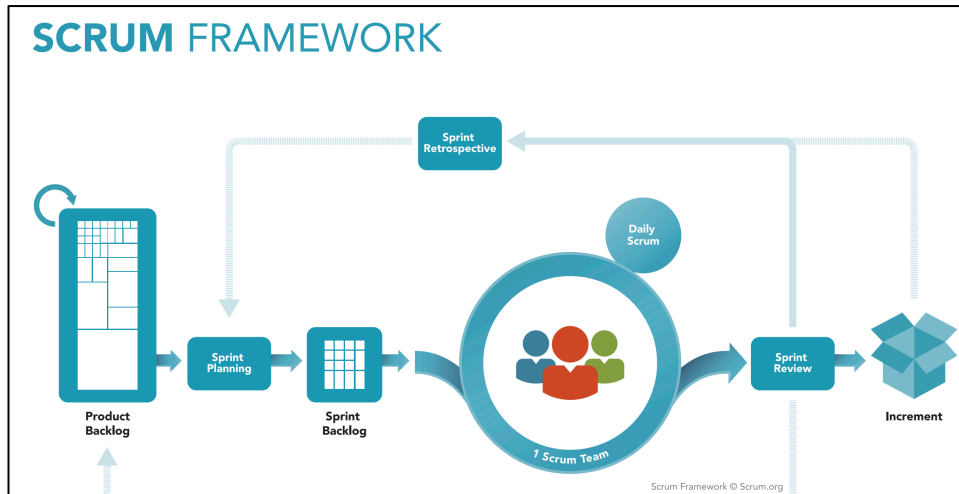 SCRUM FRAMEWORK
Sprint
Retrospective
Daily
Scrum
Sprint
Planning
Sprint
Review
Product
Backlog
Sprint
Backlog
1 Scrum Team
Increment
Scrum Framework © Scrum.org